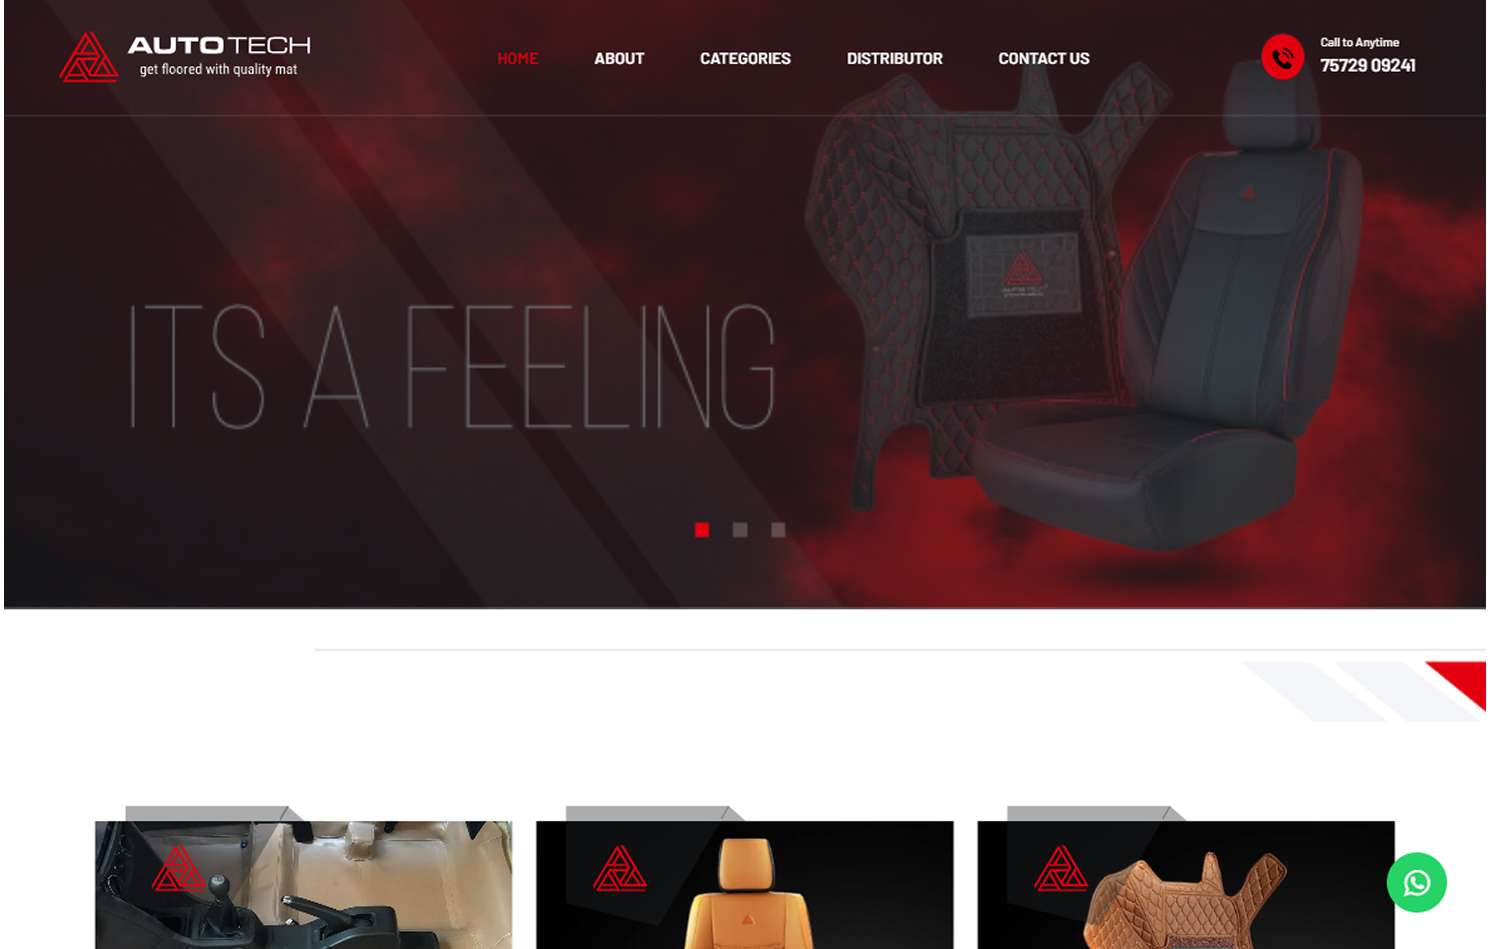 AUTOTECH
get floored with quality mat
HOME
ABOUT
CATEGORIES
DISTRIBUTOR
CONTACT US
Call to Anytime
75729 09241
ITS A FEELING
AUTOTECH